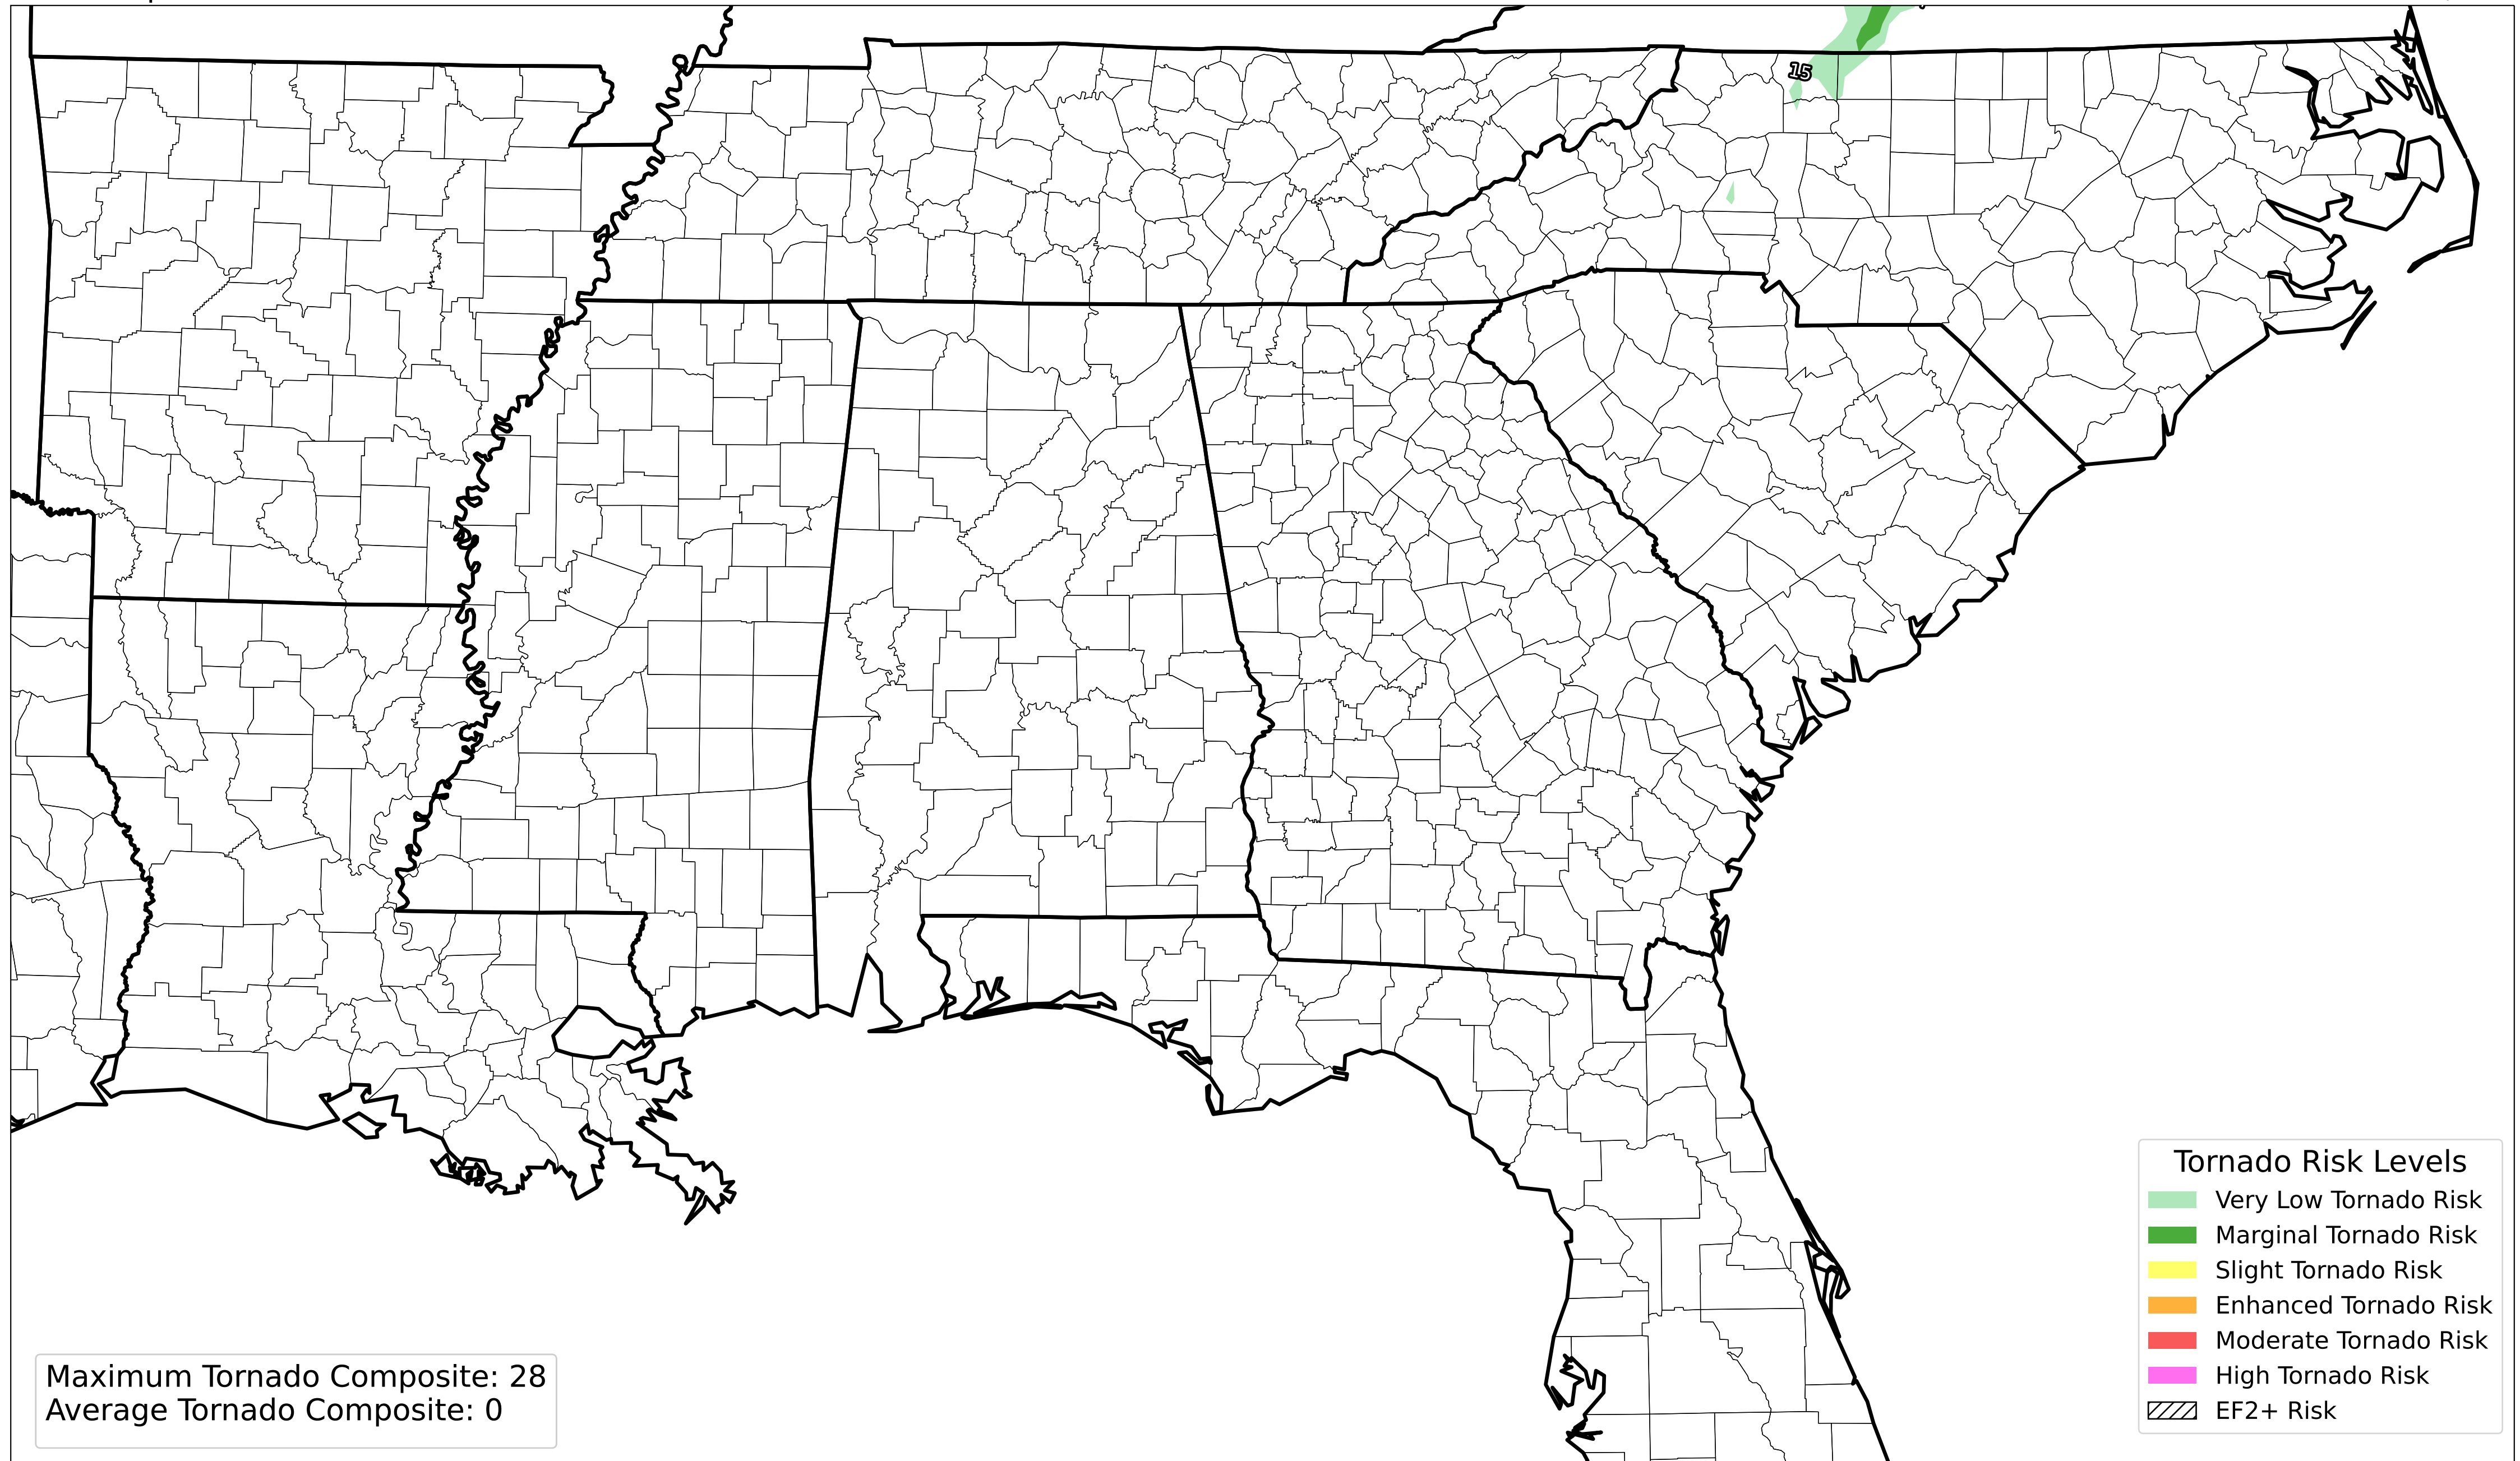 15
Tornado Risk Levels
Very Low Tornado Risk
Marginal Tornado Risk
Slight Tornado Risk
Enhanced Tornado Risk
Moderate Tornado Risk
High Tornado Risk
EF2+ Risk
Maximum Tornado Composite: 28
Average Tornado Composite: 0